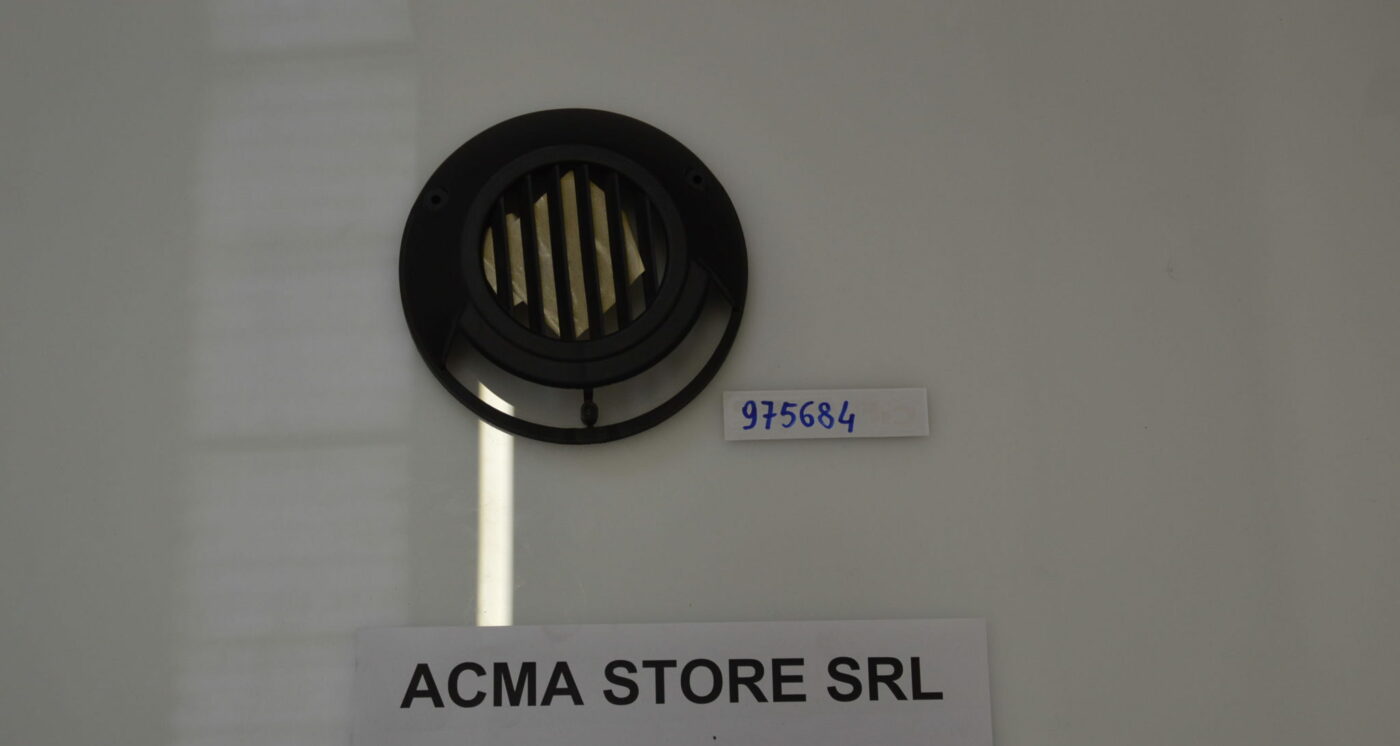 975684
ACMA STORE SRL